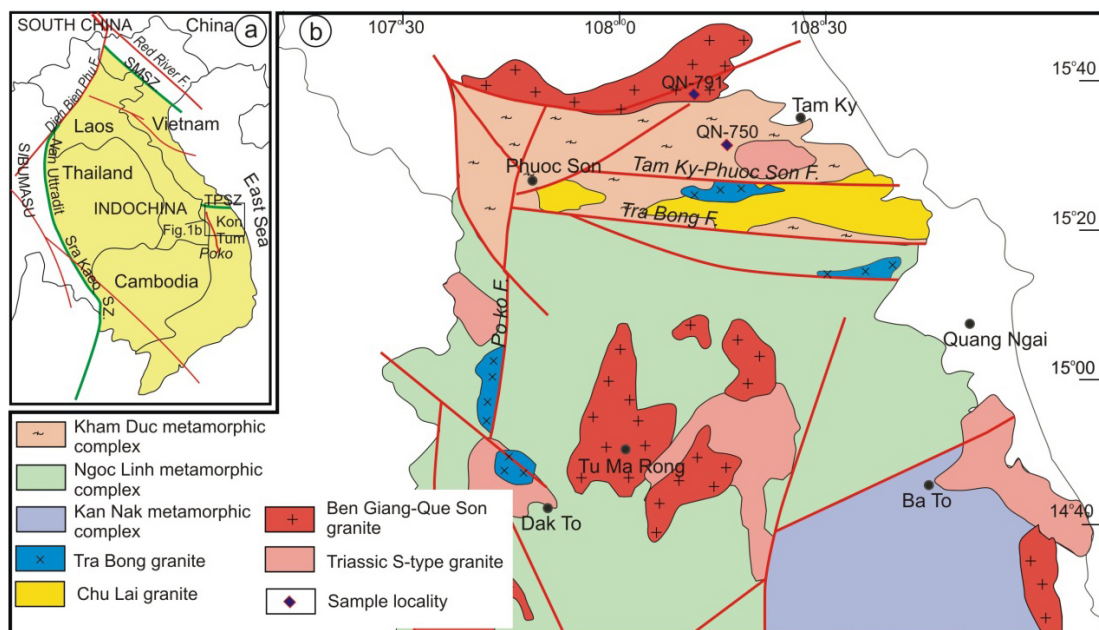 SOUTH CHINA
China
a
Red River F.
SMSZ
Dien Bien Phu F.
Laos
Vietnam
SIBUMASU
Nan Uttradit
Thailand
INDOCHINA
TPSZ
East Sea
Fig.1b
Kon
Tum
Poko
Sra Kaeo SZ.
Cambodia
b
107°30'
108°00'
108°30'
15°40'
QN-791
Tam Ky
QN-750
Phuoc Son
Tam Ky-Phuoc Son F.
Tra Bong F.
15°20'
Po ko F.
Quang Ngai
15°00'
Tu Ma Rong
Ba To
Dak To
14°40'
Kham Duc metamorphic
complex
Ngoc Linh metamorphic
complex
Kan Nak metamorphic
complex
Tra Bong granite
Chu Lai granite
Ben Giang-Que Son
granite
Triassic S-type granite
Sample locality